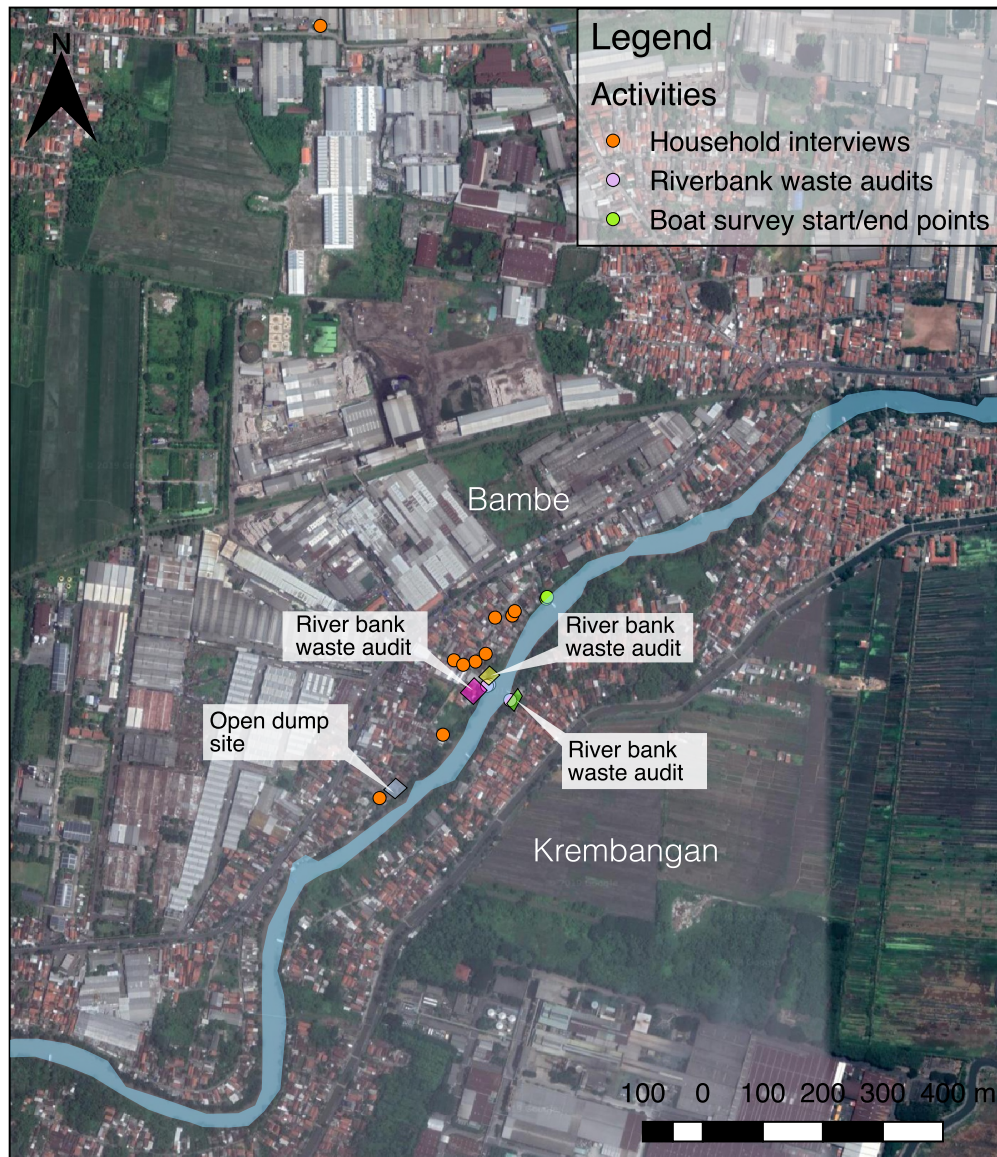 N
Legend
Activities
Household interviews
Riverbank waste audits
Boat survey start/end points
Bambe
River bank
waste audit
River bank
waste audit
Open dump
site
River bank
waste audit
Krembangan
100 0 100 200 300 400 m